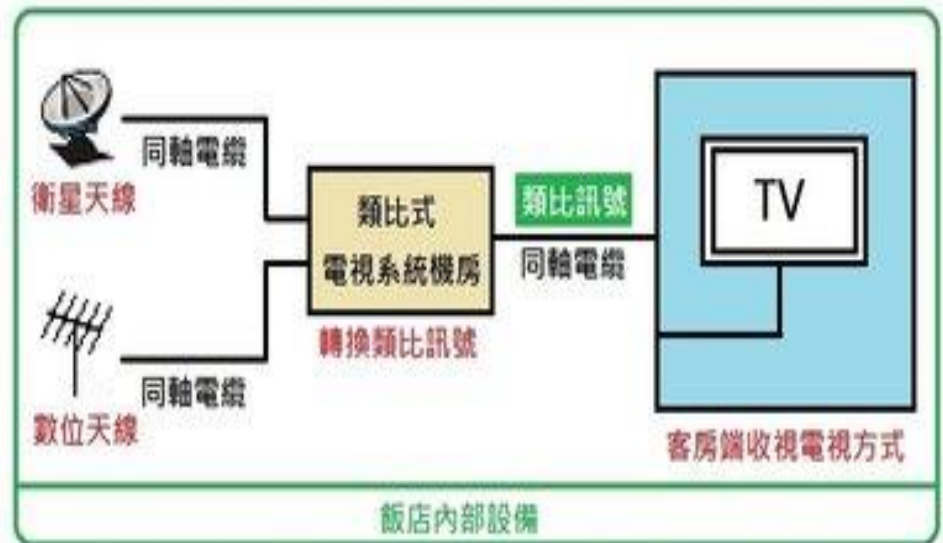 衛星天線
同軸電纜
數位天線
同軸電纜
類比式
電視系統機房
轉換類比訊號
類比訊號
同軸電纜
TV
客房端收視電視方式
飯店內部設備